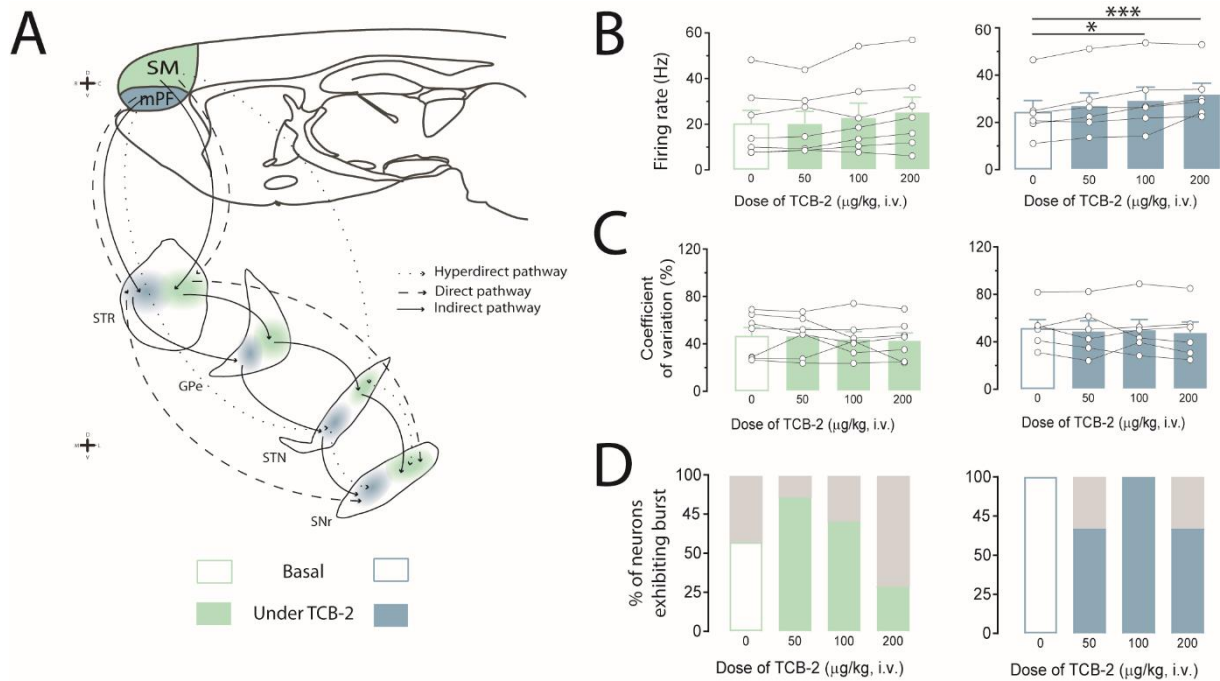 A
SM
mPF
D
R
C
V
STR
GPe
STN
SNr
D
M
L
V
Hyperdirect pathway
Direct pathway
Indirect pathway
Basal
Under TCB-2
B
Firing rate (Hz)
60
40
20
0
0 50 100 200
Dose of TCB-2 (µg/kg, i.v.)
***
*
60
40
20
0
0 50 100 200
Dose of TCB-2 (µg/kg, i.v.)
C
Coefficient
of variation (%)
120
80
40
0
0 50 100 200
Dose of TCB-2 (µg/kg, i.v.)
120
80
40
0
0 50 100 200
Dose of TCB-2 (µg/kg, i.v.)
D
% of neurons
exhibiting burst
100
45
50
25
0
0 50 100 200
Dose of TCB-2 (µg/kg, i.v.)
100
45
50
25
0
0 50 100 200
Dose of TCB-2 (µg/kg, i.v.)